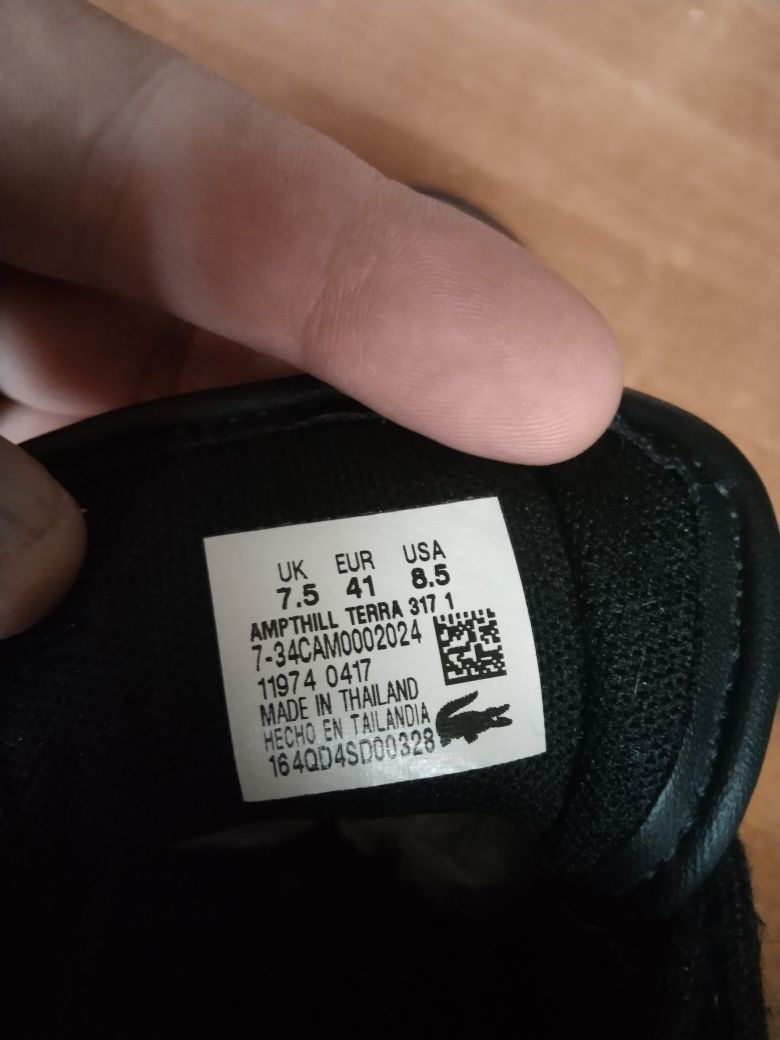 UK EUR USA
7.5 41 8.5
AMPTHILL TERRA 317 1
7-34CAM0002024
11974 0417
MADE IN THAILAND
HECHO EN TAILANDIA
164QD4SD00328